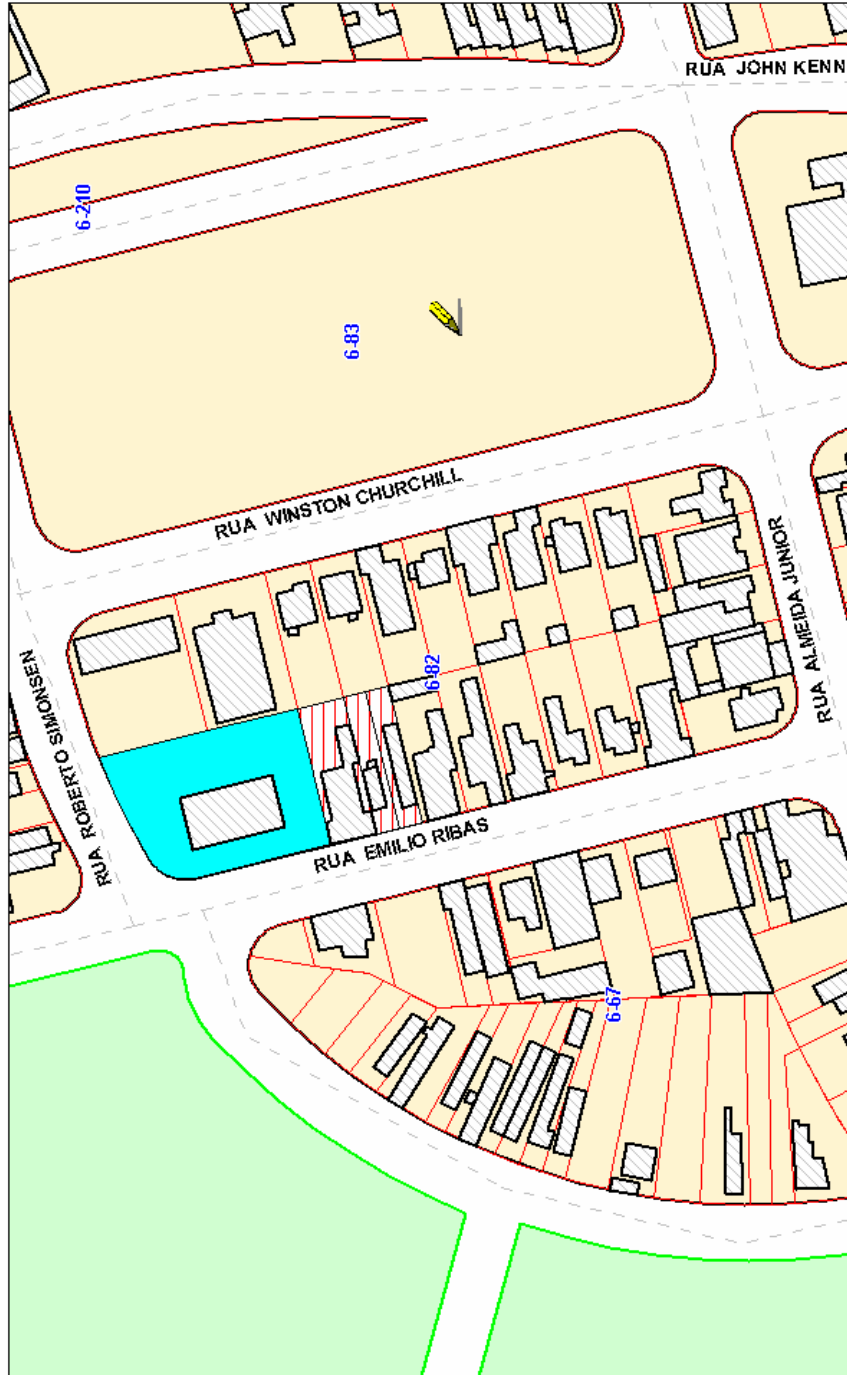 RUA JOHN KENN
6-240
6-83
RUA WINSTON CHURCHILL
RUA ALMEIDA JUNIOR
6-82
RUA ROBERTO SIMONSEN
RUA EMILIO RIBAS
6-67